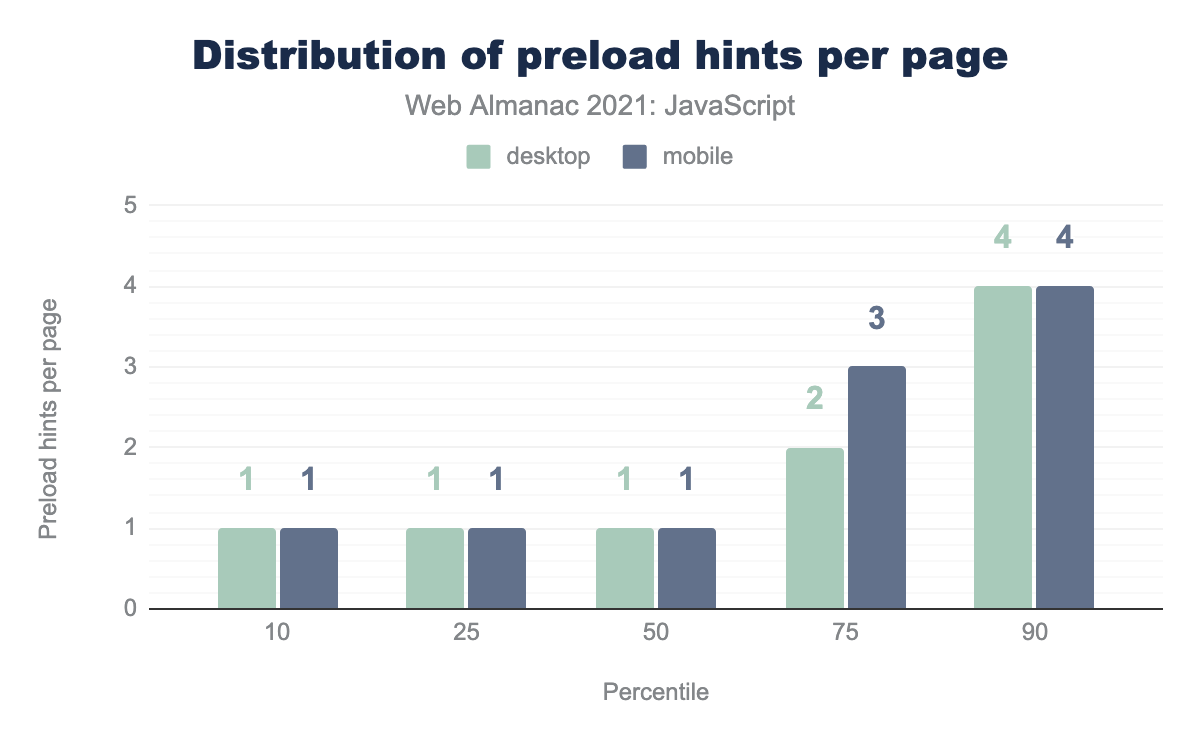 Distribution of preload hints per page
Web Almanac 2021: JavaScript
desktop mobile
Preload hints per page
5
4
3
2
1
0
1 1 1 1 1 1 2 3 4 4
10 25 50 75 90
Percentile